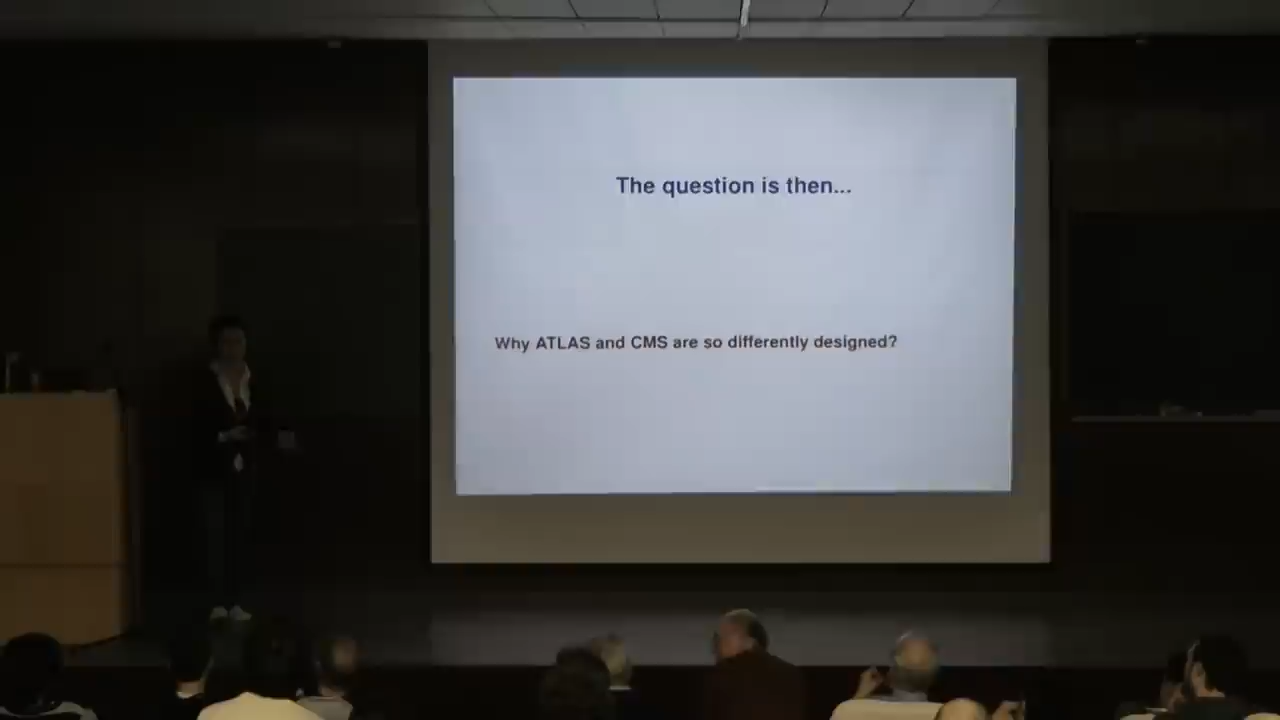 The question is then...
Why ATLAS and CMS are so differently designed?